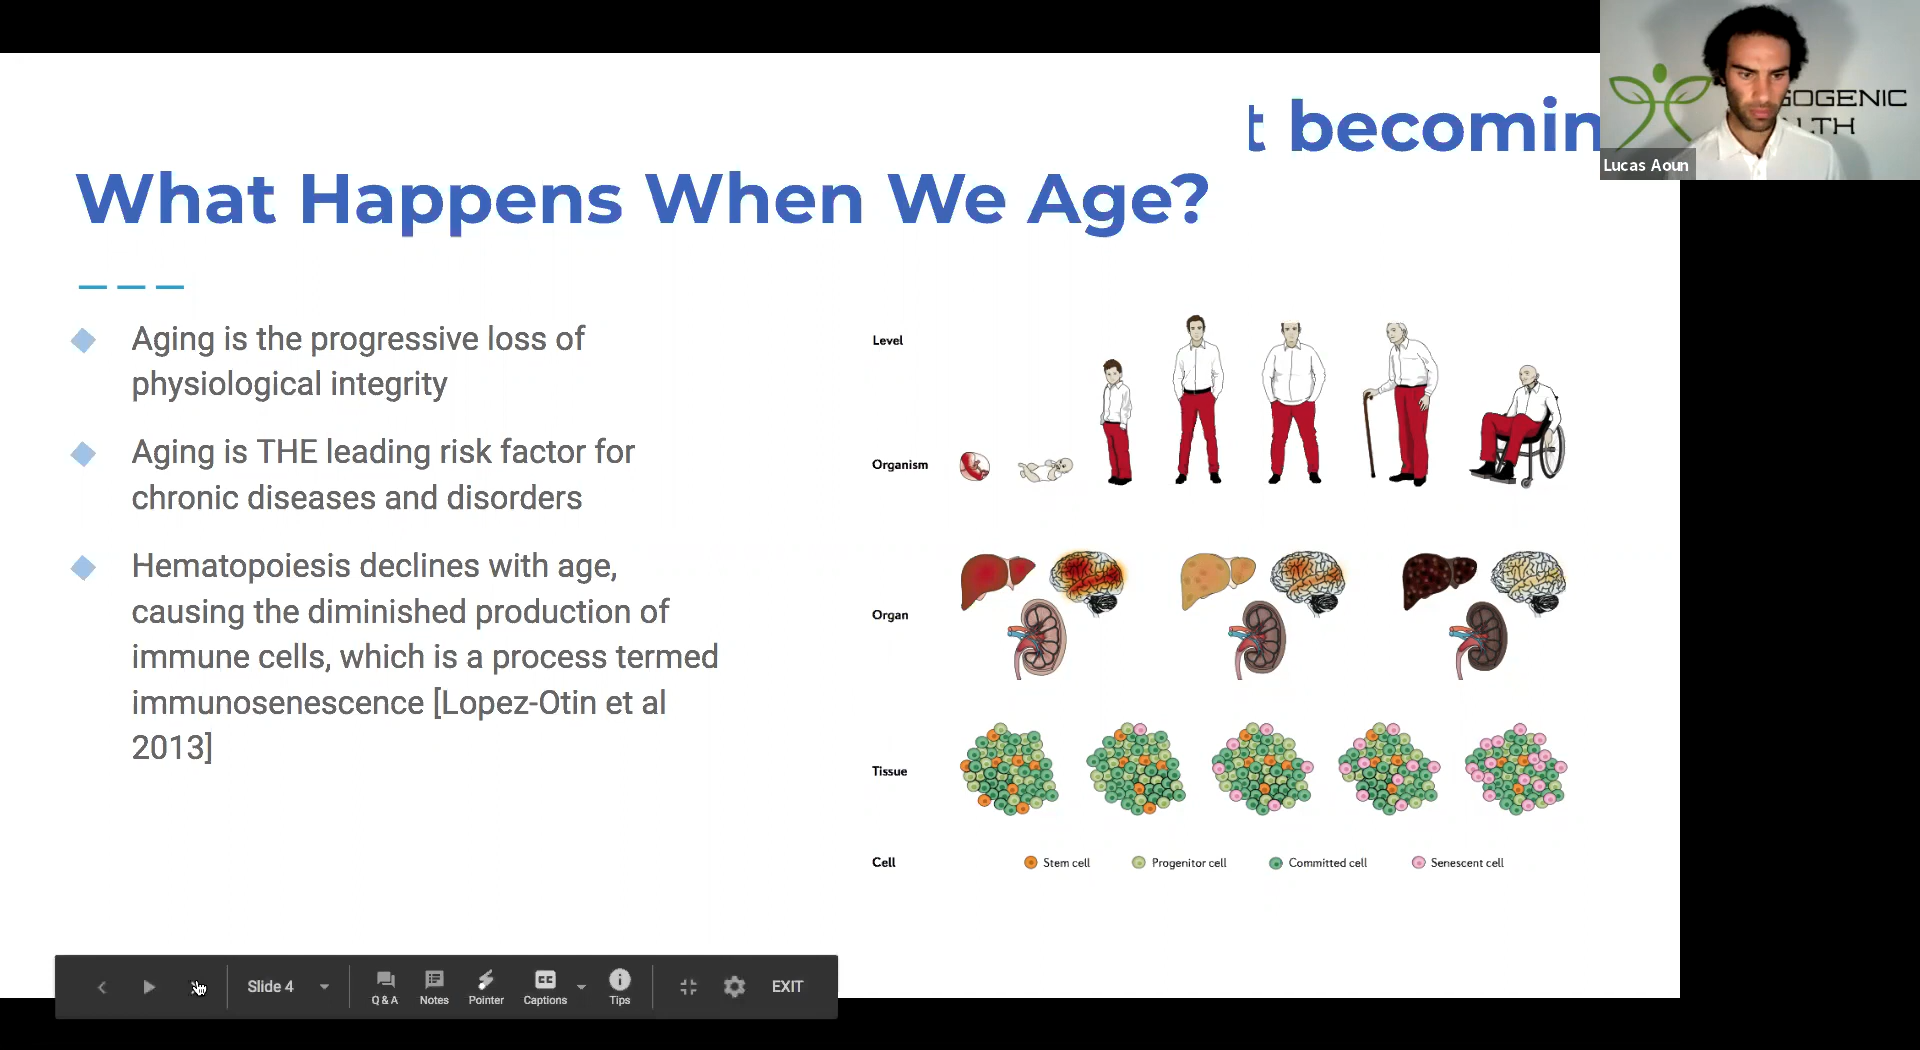 t becomin
GOGENIC
LTH
Lucas Aoun
What Happens When We Age?
Aging is the progressive loss of
physiological integrity
Aging is THE leading risk factor for
chronic diseases and disorders
Hematopoiesis declines with age,
causing the diminished production of
immune cells, which is a process termed
immunosenescence [Lopez-Otin et al
2013]
Level
Organism
Organ
Tissue
Cell
Stem cell
Progenitor cell
Committed cell
Senescent cell
Slide 4
Q & A
Notes
Pointer
CC
Captions
Tips
EXIT